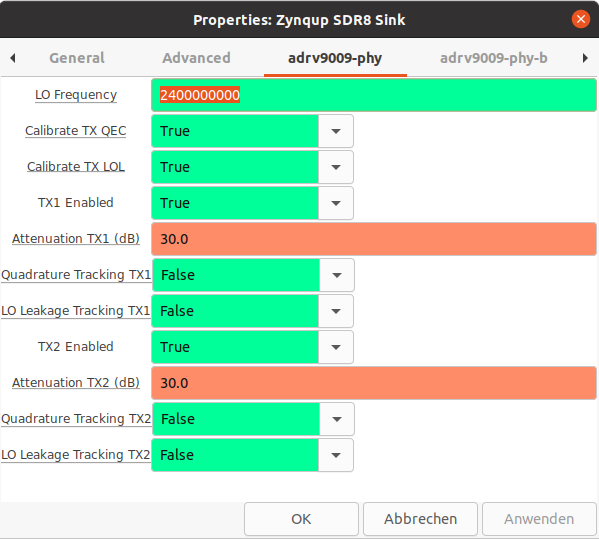 Properties: Zynqup SDR8 Sink
General Advanced adrv9009-phy adrv9009-phy-b
LO Frequency 2400000000
Calibrate TX QEC True
Calibrate TX LOL True
TX1 Enabled True
Attenuation TX1 (dB) 30.0
Quadrature Tracking TX1 False
LO Leakage Tracking TX1 False
TX2 Enabled True
Attenuation TX2 (dB) 30.0
Quadrature Tracking TX2 False
LO Leakage Tracking TX2 False
OK Abbrechen Anwenden